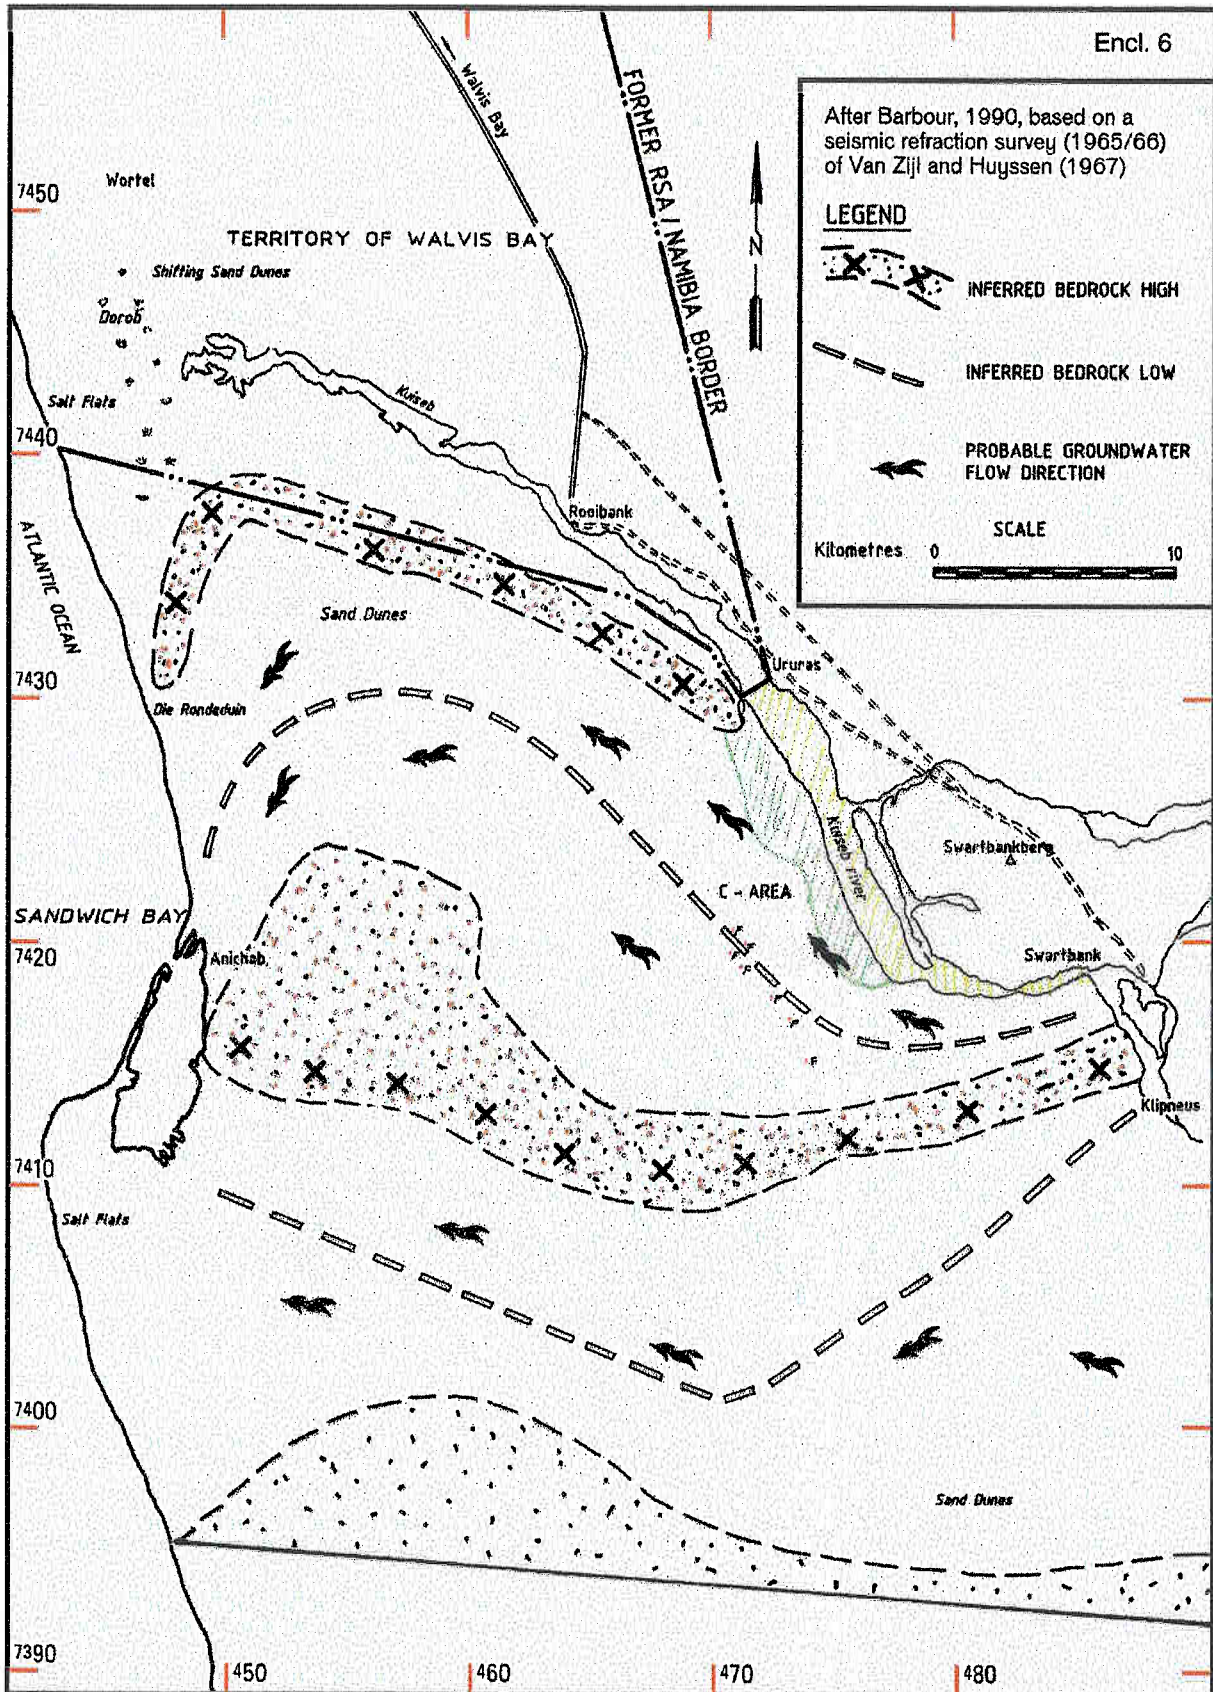 Encl. 6
After Barbour, 1990, based on a
seismic refraction survey (1965/66)
of Van Zijl and Huyssen (1967)
LEGEND
INFERRED BEDROCK HIGH
INFERRED BEDROCK LOW
PROBABLE GROUNDWATER
FLOW DIRECTION
SCALE
Kilometres 0 10
Walvis Bay
FORMER RSA/NAMIBIA BORDER
N
7450
Wortel
TERRITORY OF WALVIS BAY
Shifting Sand Dunes
Dorob
Salt Flats
Kuiseb
7440
Rooibank
ATLANTIC OCEAN
Sand Dunes
Ururas
7430
Die Rondeduin
Kuiseb river
Swartbankberg
C - AREA
SANDWICH BAY
7420
Anichab
Swartbank
F
F
F
Klipneus
7410
Salt Flats
7400
Sand Dunes
7390
450
460
470
480